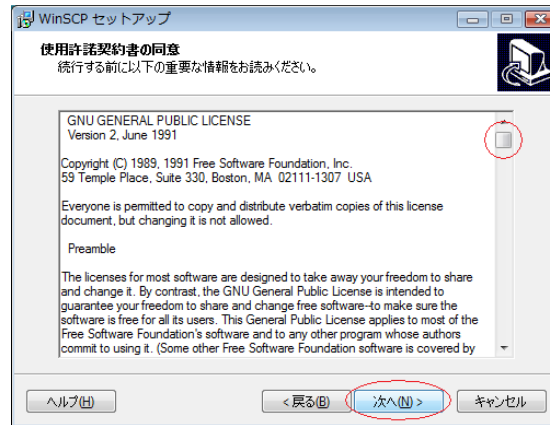 WinSCP セットアップ
使用許諾契約書の同意
続行する前に以下の重要な情報をお読みください。
GNU GENERAL PUBLIC LICENSE
Version 2, June 1991
Copyright (C) 1989, 1991 Free Software Foundation, Inc.
59 Temple Place, Suite 330, Boston, MA 02111-1307 USA
Everyone is permitted to copy and distribute verbatim copies of this license
document, but changing it is not allowed.
Preamble
The licenses for most software are designed to take away your freedom to share
and change it. By contrast, the GNU General Public License is intended to
guarantee your freedom to share and change free software--to make sure the
software is free for all its users. This General Public License applies to most of the
Free Software Foundation's software and to any other program whose authors
commit to using it. (Some other Free Software Foundation software is covered by
ヘルプ(H) <戻る(B) 次へ(N) > キャンセル